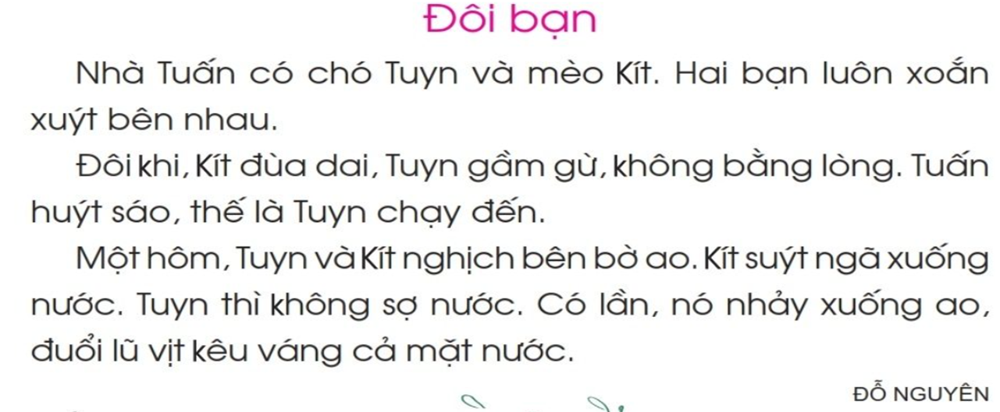 Đôi bạn
Nhà Tuấn có chó Tuyn và mèo Kít. Hai bạn luôn xoắn
xuýt bên nhau.
Đôi khi, Kít đùa dai, Tuyn gầm gừ, không bằng lòng. Tuấn
huýt sáo, thế là Tuyn chạy đến.
Một hôm, Tuyn và Kít nghịch bên bờ ao. Kít suýt ngã xuống
nước. Tuyn thì không sợ nước. Có lần, nó nhảy xuống ao,
đuổi lũ vịt kêu váng cả mặt nước.
ĐỖ NGUYÊN